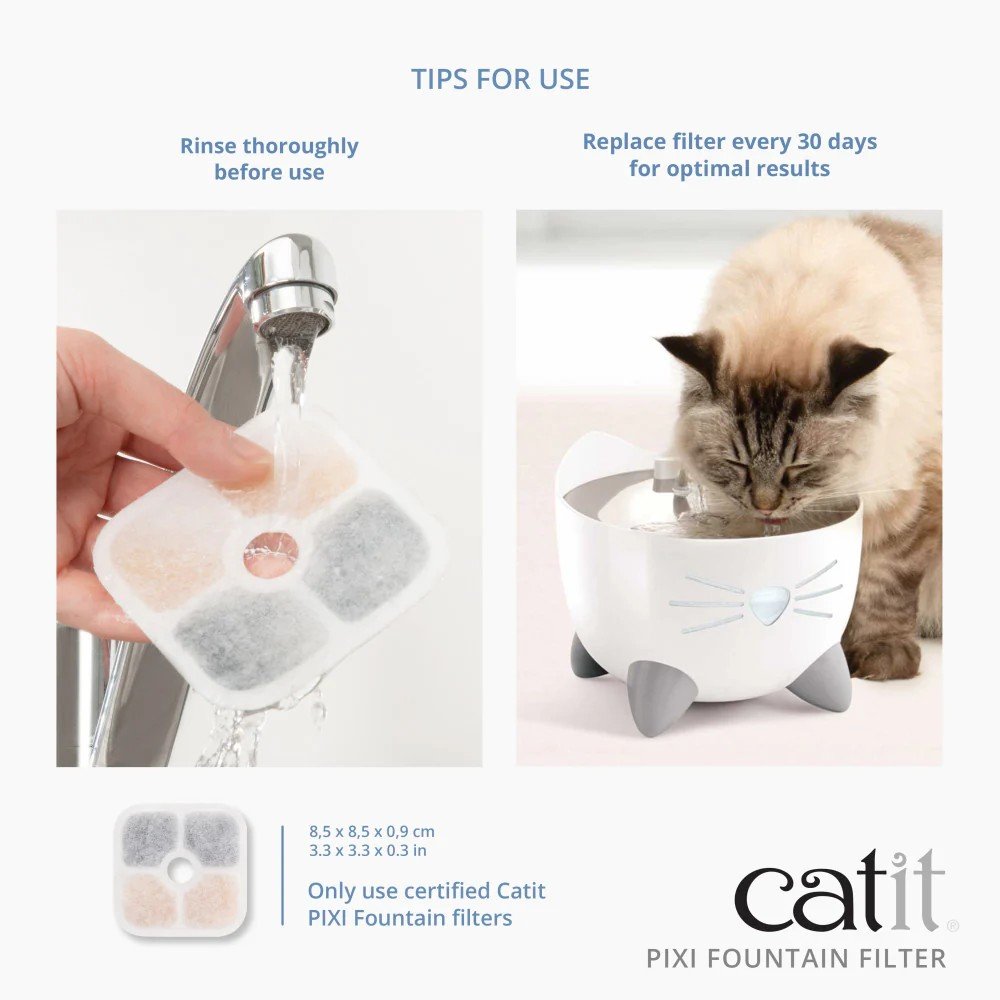 TIPS FOR USE
Rinse thoroughly
before use
Replace filter every 30 days
for optimal results
8,5 x 8,5 x 0,9 cm
3.3 x 3.3 x 0.3 in
Only use certified Catit
PIXI Fountain filters
catit®
PIXI FOUNTAIN FILTER